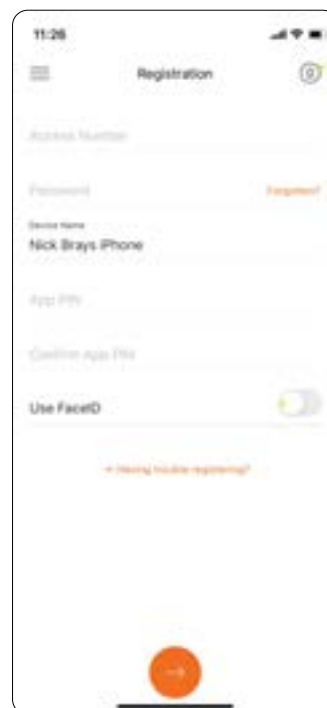 11:26
Registration
Access Number
Password
Forgotten?
Device Name
Nick Brays iPhone
App PIN
Confirm App PIN
Use FaceID
Having trouble registering?